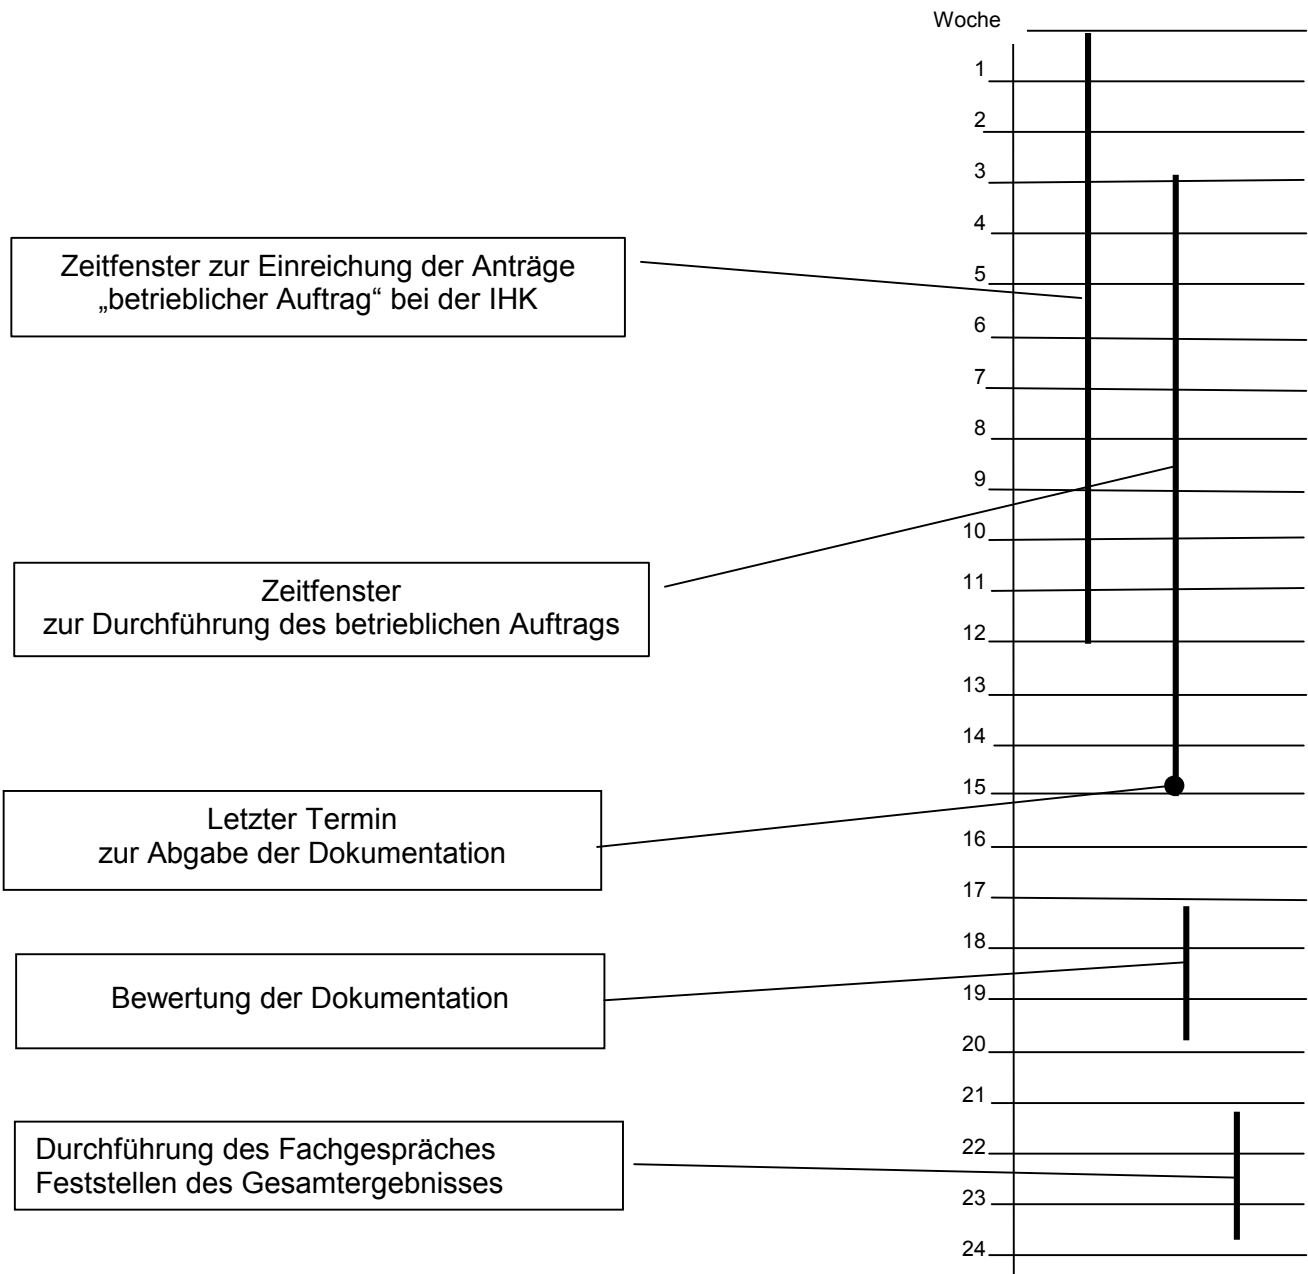 Woche
1
2
3
4
Zeitfenster zur Einreichung der Anträge
„betrieblicher Auftrag“ bei der IHK
5
6
7
8
9
10
Zeitfenster
zur Durchführung des betrieblichen Auftrags
11
12
13
14
15
Letzter Termin
zur Abgabe der Dokumentation
16
17
18
Bewertung der Dokumentation
19
20
21
Durchführung des Fachgespräches
Feststellen des Gesamtergebnisses
22
23
24